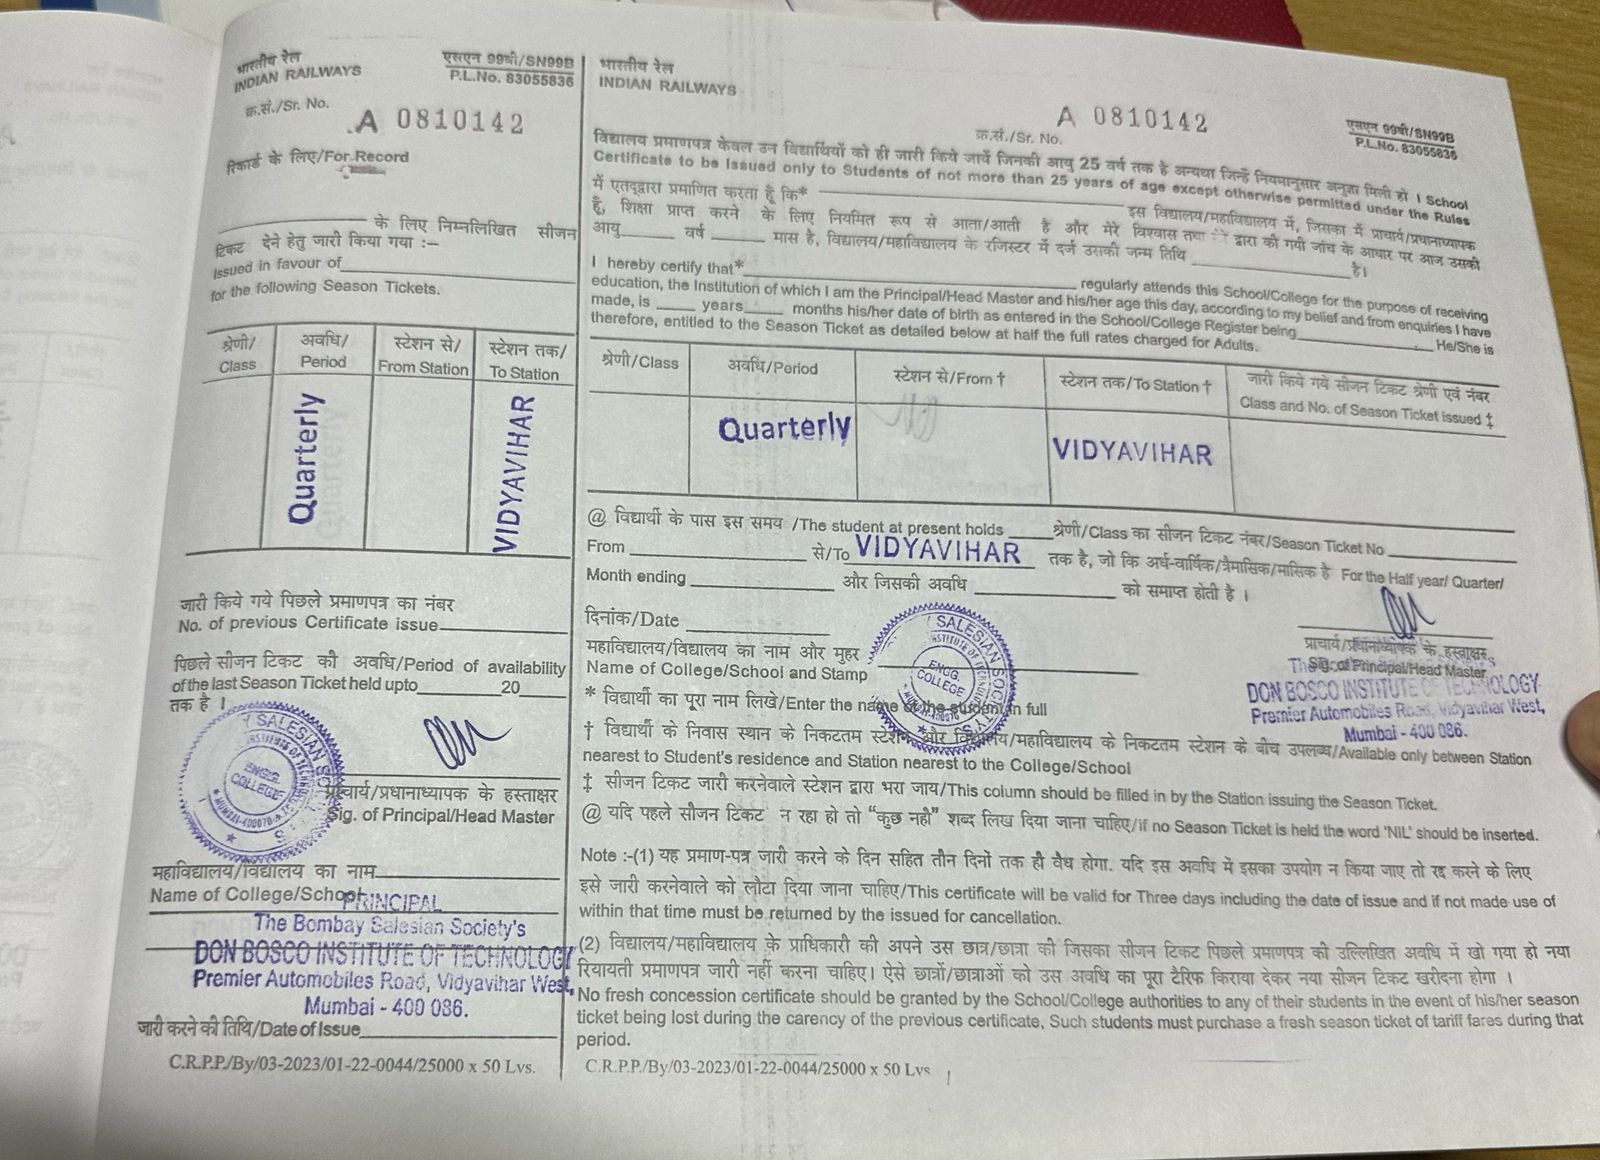 भारतीय रेल
INDIAN RAILWAYS
एसएन 99बी/SN99B
P.L.No. 83055836
क्र.सं./Sr. No.
A 0810142
रिकार्ड के लिए/For Record
के लिए निम्नलिखित सीजन
टिकट देने हेतु जारी किया गया :–
Issued in favour of
for the following Season Tickets.
श्रेणी/ Class
अवधि/ Period
स्टेशन से/ From Station
स्टेशन तक/ To Station
Quarterly
VIDYAVIHAR
जारी किये गये पिछले प्रमाणपत्र का नंबर
No. of previous Certificate issue
पिछले सीजन टिकट की अवधि/Period of availability
of the last Season Ticket held upto 20
तक है ।
SALESIAN SOCIETY
INSTITUTE OF TECHNOLOGY
ENGG.
COLLEGE
MUMBAI-400070
प्राचार्य/प्रधानाध्यापक के हस्ताक्षर
Sig. of Principal/Head Master
महाविद्यालय/विद्यालय का नाम
Name of College/School
PRINCIPAL
The Bombay Salesian Society's
DON BOSCO INSTITUTE OF TECHNOLOGY
Premier Automobiles Road, Vidyavihar West,
Mumbai - 400 086.
जारी करने की तिथि/Date of Issue
C.R.P.P./By/03-2023/01-22-0044/25000 x 50 Lvs.
भारतीय रेल
INDIAN RAILWAYS
A 0810142
क्र.सं./Sr. No.
एसएन 99बी/SN99B
P.L.No. 83055836
विद्यालय प्रमाणपत्र केवल उन विद्यार्थियों को ही जारी किये जायें जिनकी आयु 25 वर्ष तक है अन्यथा जिन्हें नियमानुसार अनुज्ञा मिली हो । School
Certificate to be Issued only to Students of not more than 25 years of age except otherwise permitted under the Rules
मैं एतद्द्वारा प्रमाणित करता हूँ कि* इस विद्यालय/महाविद्यालय में, जिसका में प्राचार्य/प्रधानाध्यापक
हूँ, शिक्षा प्राप्त करने के लिए नियमित रूप से आता/आती है और मेरे विश्वास तथा द्वारा की गयी जांच के आधार पर आज उसकी
आयु वर्ष मास है, विद्यालय/महाविद्यालय के रजिस्टर में दर्ज उसकी जन्म तिथि है।
I hereby certify that* regularly attends this School/College for the purpose of receiving
education, the Institution of which I am the Principal/Head Master and his/her age this day, according to my belief and from enquiries I have
made, is years months his/her date of birth as entered in the School/College Register being He/She is
therefore, entitled to the Season Ticket as detailed below at half the full rates charged for Adults.
श्रेणी/Class
अवधि/Period
स्टेशन से/From †
स्टेशन तक/To Station †
जारी किये गये सीजन टिकट श्रेणी एवं नंबर
Class and No. of Season Ticket issued ‡
Quarterly
VIDYAVIHAR
@ विद्यार्थी के पास इस समय /The student at present holds श्रेणी/Class का सीजन टिकट नंबर/Season Ticket No
From से/To VIDYAVIHAR तक है, जो कि अर्ध-वार्षिक/त्रैमासिक/मासिक है For the Half year/ Quarter/
Month ending और जिसकी अवधि को समाप्त होती है ।
दिनांक/Date
महाविद्यालय/विद्यालय का नाम और मुहर
Name of College/School and Stamp
SALESIAN SOCIETY
INSTITUTE OF TECHNOLOGY
ENGG.
COLLEGE
MUMBAI-400070
प्राचार्य/प्रधानाध्यापक के हस्ताक्षर
Sig. of Principal/Head Master
DON BOSCO INSTITUTE OF TECHNOLOGY
Premier Automobiles Road, Vidyavihar West,
Mumbai - 400 086.
* विद्यार्थी का पूरा नाम लिखे/Enter the name of the student in full
† विद्यार्थी के निवास स्थान के निकटतम स्टेशन और विद्यालय/महाविद्यालय के निकटतम स्टेशन के बीच उपलब्ध/Available only between Station
nearest to Student's residence and Station nearest to the College/School
‡ सीजन टिकट जारी करनेवाले स्टेशन द्वारा भरा जाय/This column should be filled in by the Station issuing the Season Ticket.
@ यदि पहले सीजन टिकट न रहा हो तो “कुछ नही” शब्द लिख दिया जाना चाहिए/if no Season Ticket is held the word 'NIL' should be inserted.
Note :-(1) यह प्रमाण-पत्र जारी करने के दिन सहित तीन दिनों तक ही वैध होगा. यदि इस अवधि में इसका उपयोग न किया जाए तो रद्द करने के लिए
इसे जारी करनेवाले को लौटा दिया जाना चाहिए/This certificate will be valid for Three days including the date of issue and if not made use of
within that time must be returned by the issued for cancellation.
(2) विद्यालय/महाविद्यालय के प्राधिकारी की अपने उस छात्र/छात्रा की जिसका सीजन टिकट पिछले प्रमाणपत्र की उल्लिखित अवधि में खो गया हो नया
रियायती प्रमाणपत्र जारी नहीं करना चाहिए। ऐसे छात्रों/छात्राओं को उस अवधि का पूरा टैरिफ किराया देकर नया सीजन टिकट खरीदना होगा ।
No fresh concession certificate should be granted by the School/College authorities to any of their students in the event of his/her season
ticket being lost during the carency of the previous certificate, Such students must purchase a fresh season ticket of tariff fares during that
period.
C.R.P.P./By/03-2023/01-22-0044/25000 x 50 Lvs